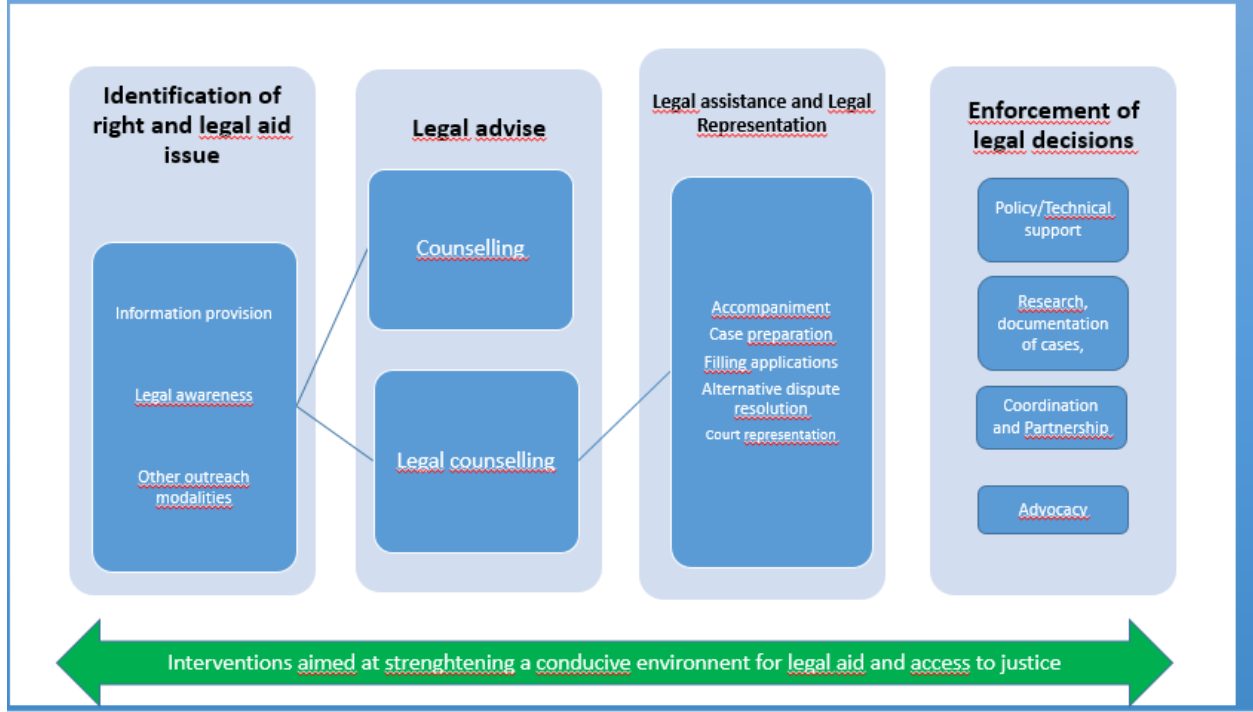 Identification of
right and legal aid
issue
Information provision
Legal awareness
Other outreach
modalities
Legal advise
Counselling
Legal counselling
Legal assistance and Legal
Representation
Accompaniment
Case preparation
Filling applications
Alternative dispute
resolution
Court representation
Enforcement of
legal decisions
Policy/Technical
support
Research,
documentation
of cases,
Coordination
and Partnership
Advocacy
Interventions aimed at strenghtening a conducive environment for legal aid and access to justice